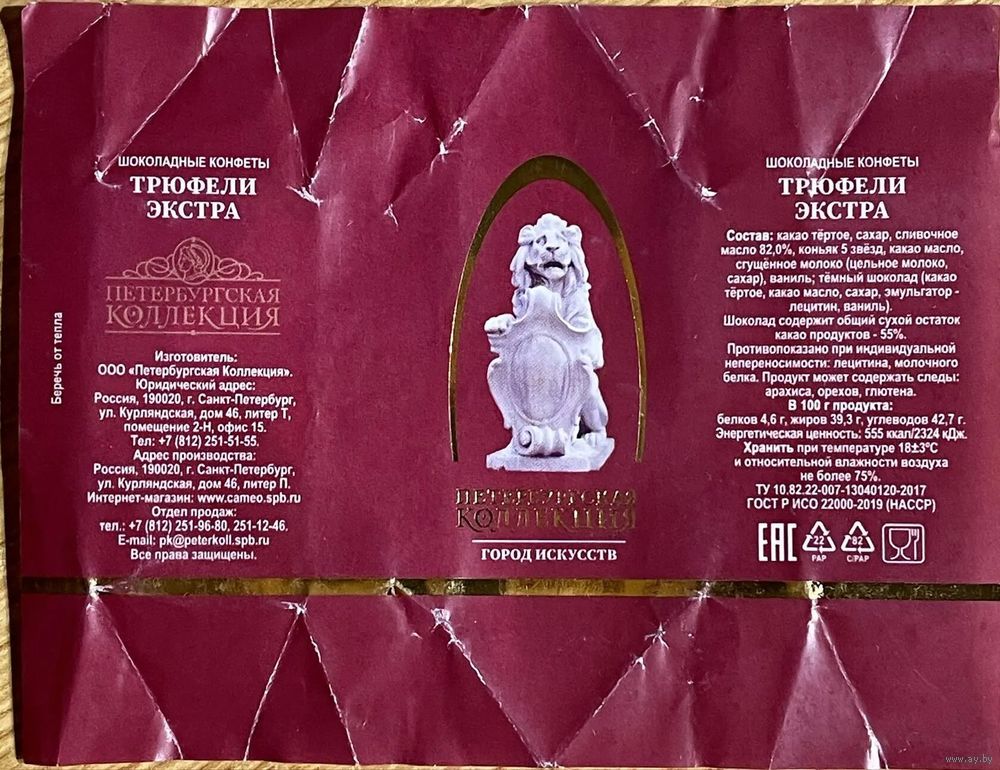 Беречь от тепла
ШОКОЛАДНЫЕ КОНФЕТЫ
ТРЮФЕЛИ
ЭКСТРА
ПЕТЕРБУРГСКАЯ
КОЛЛЕКЦИЯ
Изготовитель:
ООО «Петербургская Коллекция».
Юридический адрес:
Россия, 190020, г. Санкт-Петербург,
ул. Курляндская, дом 46, литер Т,
помещение 2-Н, офис 15.
Тел: +7 (812) 251-51-55.
Адрес производства:
Россия, 190020, г. Санкт-Петербург,
ул. Курляндская, дом 46, литер П.
Интернет-магазин: www.cameo.spb.ru
Отдел продаж:
тел.: +7 (812) 251-96-80, 251-12-46.
E-mail: pk@peterkoll.spb.ru
Все права защищены.
ПЕТЕРБУРГСКАЯ
КОЛЛЕКЦИЯ
ГОРОД ИСКУССТВ
ШОКОЛАДНЫЕ КОНФЕТЫ
ТРЮФЕЛИ
ЭКСТРА
Состав: какао тёртое, сахар, сливочное
масло 82,0%, коньяк 5 звёзд, какао масло,
сгущённое молоко (цельное молоко,
сахар), ваниль; тёмный шоколад (какао
тёртое, какао масло, сахар, эмульгатор -
лецитин, ваниль).
Шоколад содержит общий сухой остаток
какао продуктов - 55%.
Противопоказано при индивидуальной
непереносимости: лецитина, молочного
белка. Продукт может содержать следы:
арахиса, орехов, глютена.
В 100 г продукта:
белков 4,6 г, жиров 39,3 г, углеводов 42,7 г.
Энергетическая ценность: 555 ккал/2324 кДж.
Хранить при температуре 18±3°С
и относительной влажности воздуха
не более 75%.
ТУ 10.82.22-007-13040120-2017
ГОСТ Р ИСО 22000-2019 (НАССР)
EAC
22
PAP
82
C/PAP
www.ay.by